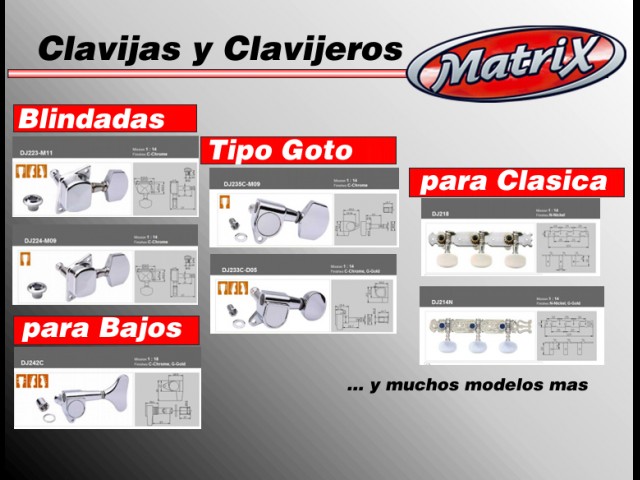 Clavijas y Clavijeros
MatriX
Blindadas
DJ223-M11
DJ224-M09
para Bajos
DJ242C
Tipo Goto
DJ235C-M09
DJ233C-D05
para Clasica
DJ218
DJ214N
... y muchos modelos mas